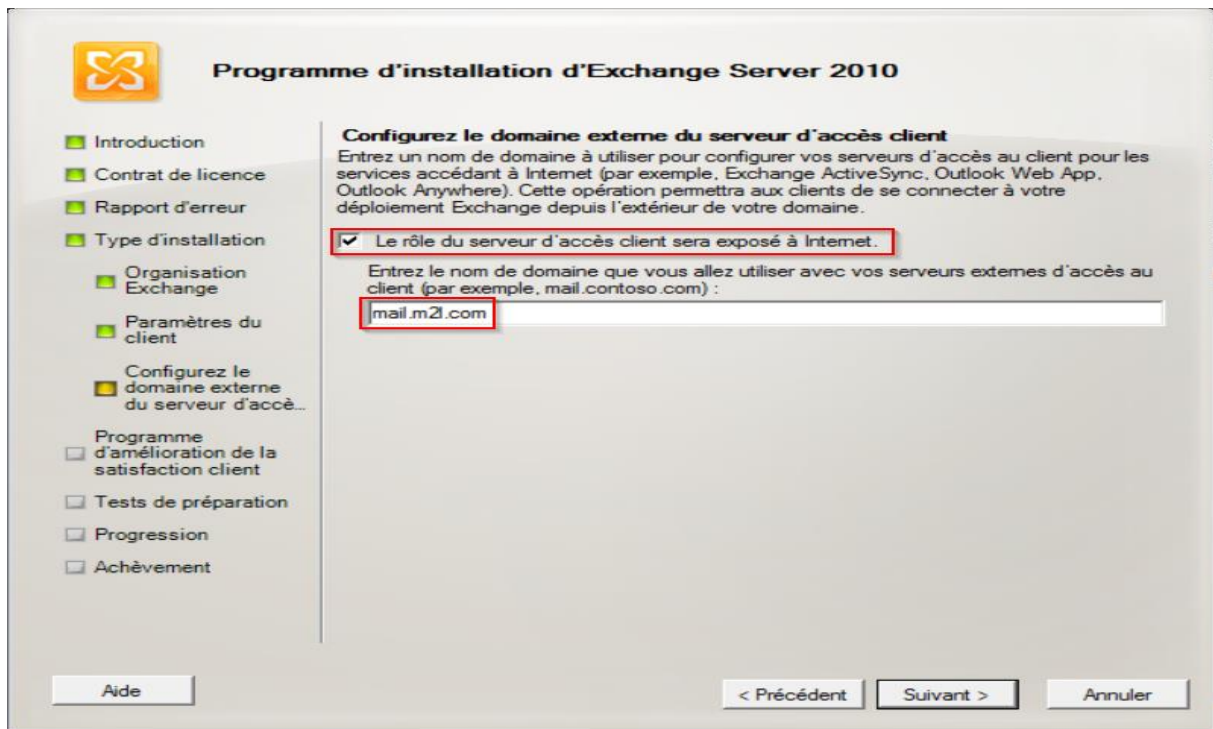 Programme d'installation d'Exchange Server 2010
Introduction
Contrat de licence
Rapport d'erreur
Type d'installation
Organisation
Exchange
Paramètres du
client
Configurez le
domaine externe
du serveur d'accè...
Programme
d'amélioration de la
satisfaction client
Tests de préparation
Progression
Achèvement
Configurez le domaine externe du serveur d'accès client
Entrez un nom de domaine à utiliser pour configurer vos serveurs d'accès au client pour les
services accédant à Internet (par exemple, Exchange ActiveSync, Outlook Web App,
Outlook Anywhere). Cette opération permettra aux clients de se connecter à votre
déploiement Exchange depuis l'extérieur de votre domaine.
Le rôle du serveur d'accès client sera exposé à Internet.
Entrez le nom de domaine que vous allez utiliser avec vos serveurs externes d'accès au
client (par exemple, mail.contoso.com) :
mail.m2l.com
Aide
< Précédent
Suivant >
Annuler